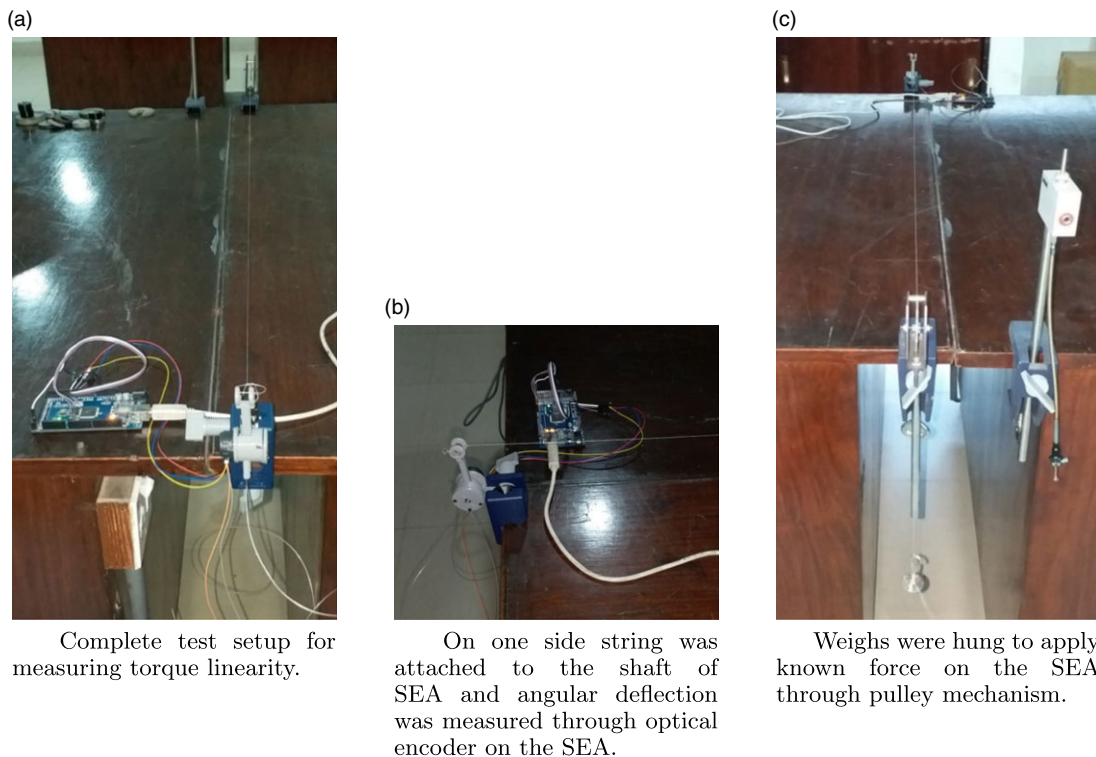 (a)
Complete test setup for
measuring torque linearity.
(b)
On one side string was
attached to the shaft of
SEA and angular deflection
was measured through optical
encoder on the SEA.
(c)
Weighs were hung to apply
known force on the SEA
through pulley mechanism.